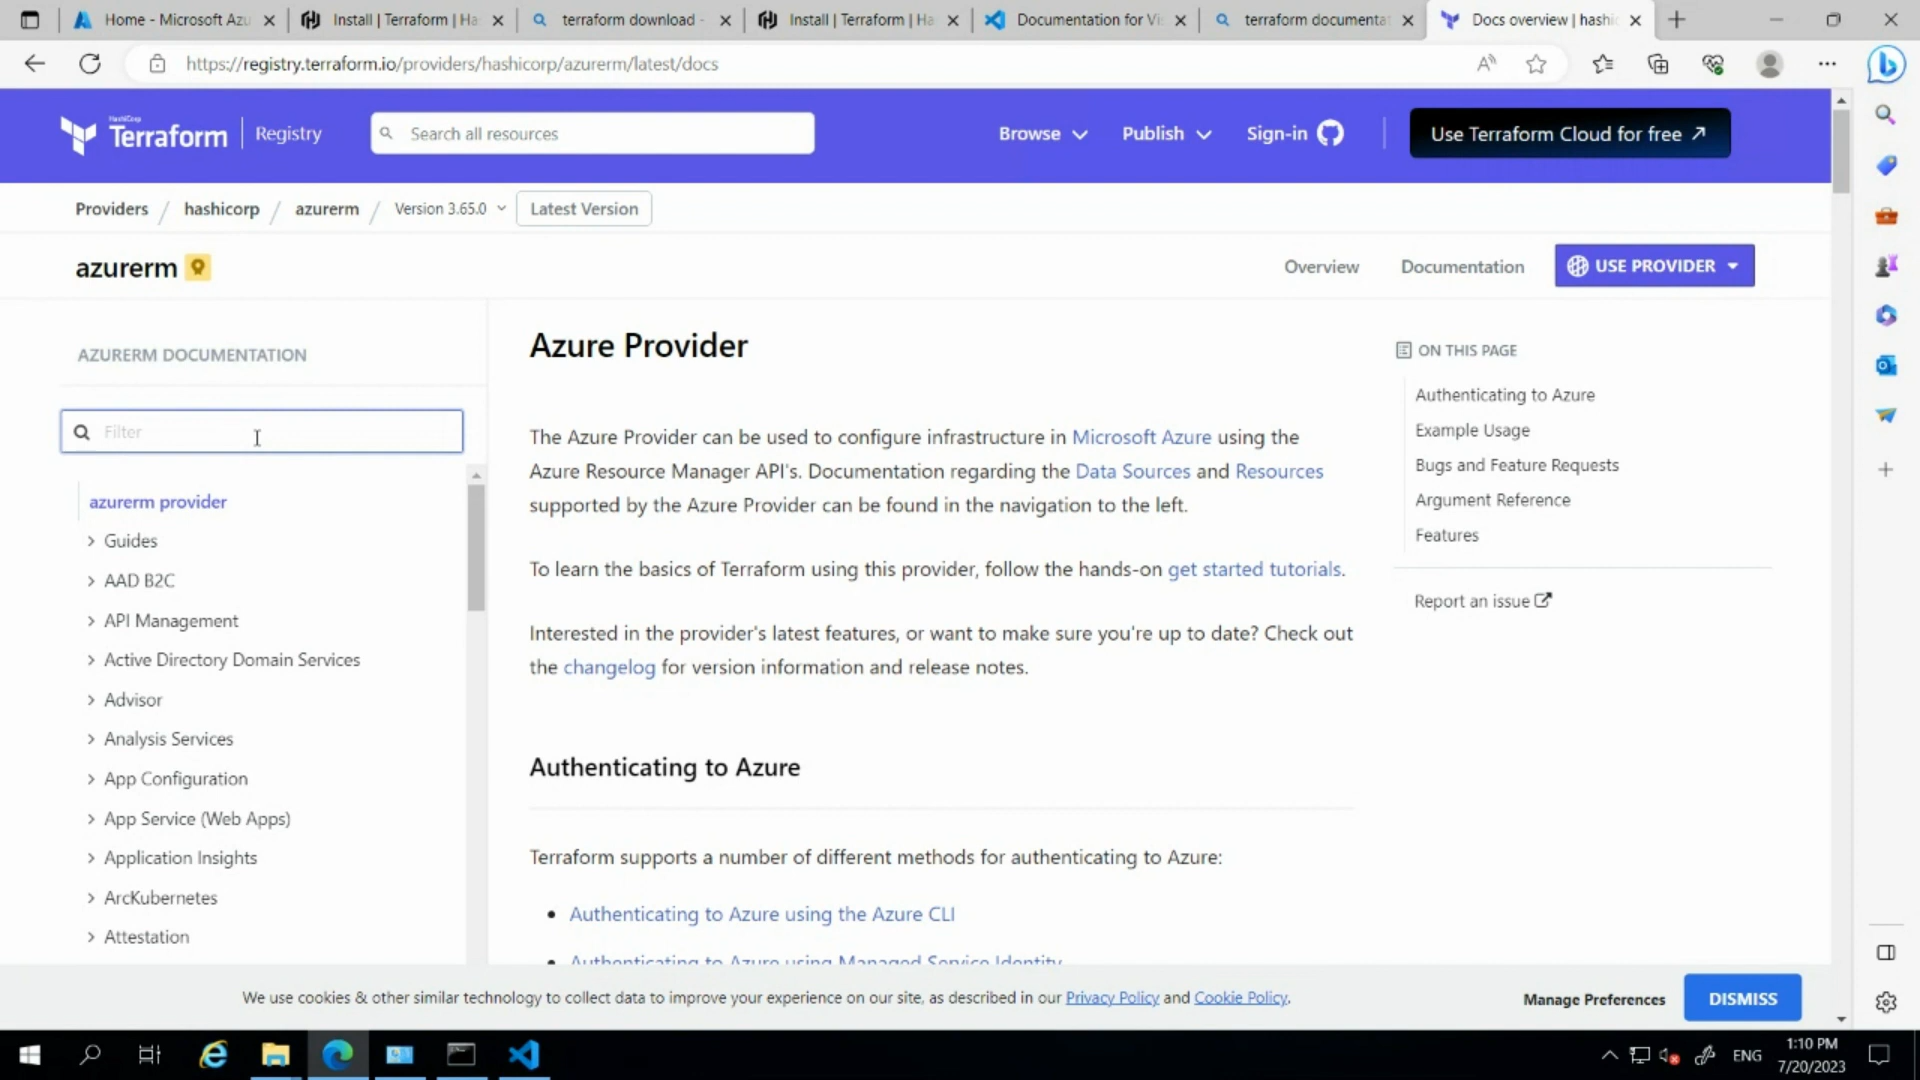 Home - Microsoft Azu
Install | Terraform | Ha
terraform download -
Install | Terraform | Ha
Documentation for Vi
terraform documenta
Docs overview | hashic
https://registry.terraform.io/providers/hashicorp/azurerm/latest/docs
HashiCorp
Terraform
Registry
Search all resources
Browse
Publish
Sign-in
Use Terraform Cloud for free
Providers / hashicorp / azurerm / Version 3.65.0
Latest Version
azurerm
Overview
Documentation
USE PROVIDER
AZURERM DOCUMENTATION
Filter
azurerm provider
Guides
AAD B2C
API Management
Active Directory Domain Services
Advisor
Analysis Services
App Configuration
App Service (Web Apps)
Application Insights
ArcKubernetes
Attestation
Azure Provider
The Azure Provider can be used to configure infrastructure in Microsoft Azure using the
Azure Resource Manager API's. Documentation regarding the Data Sources and Resources
supported by the Azure Provider can be found in the navigation to the left.
To learn the basics of Terraform using this provider, follow the hands-on get started tutorials.
Interested in the provider's latest features, or want to make sure you're up to date? Check out
the changelog for version information and release notes.
Authenticating to Azure
Terraform supports a number of different methods for authenticating to Azure:
• Authenticating to Azure using the Azure CLI
• Authenticating to Azure using Managed Service Identity
ON THIS PAGE
Authenticating to Azure
Example Usage
Bugs and Feature Requests
Argument Reference
Features
Report an issue
We use cookies & other similar technology to collect data to improve your experience on our site, as described in our Privacy Policy and Cookie Policy.
Manage Preferences
DISMISS
ENG
1:10 PM
7/20/2023